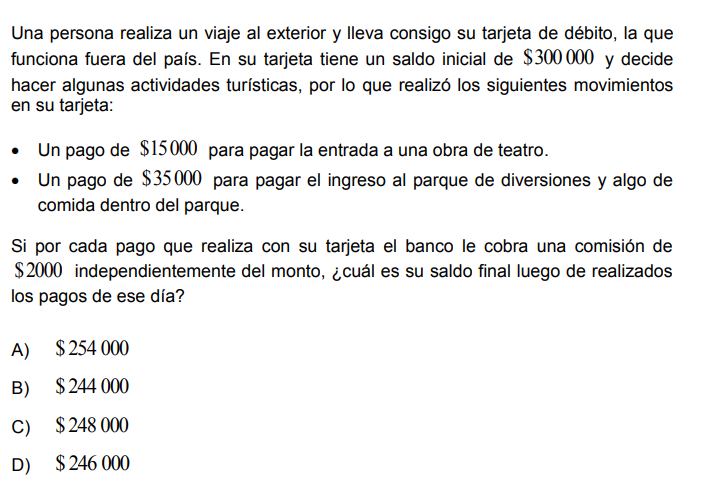 Una persona realiza un viaje al exterior y lleva consigo su tarjeta de débito, la que
funciona fuera del país. En su tarjeta tiene un saldo inicial de $300 000 y decide
hacer algunas actividades turísticas, por lo que realizó los siguientes movimientos
en su tarjeta:
• Un pago de $15 000 para pagar la entrada a una obra de teatro.
• Un pago de $35 000 para pagar el ingreso al parque de diversiones y algo de
comida dentro del parque.
Si por cada pago que realiza con su tarjeta el banco le cobra una comisión de
$2000 independientemente del monto, ¿cuál es su saldo final luego de realizados
los pagos de ese día?
A) $ 254 000
B) $ 244 000
C) $ 248 000
D) $ 246 000